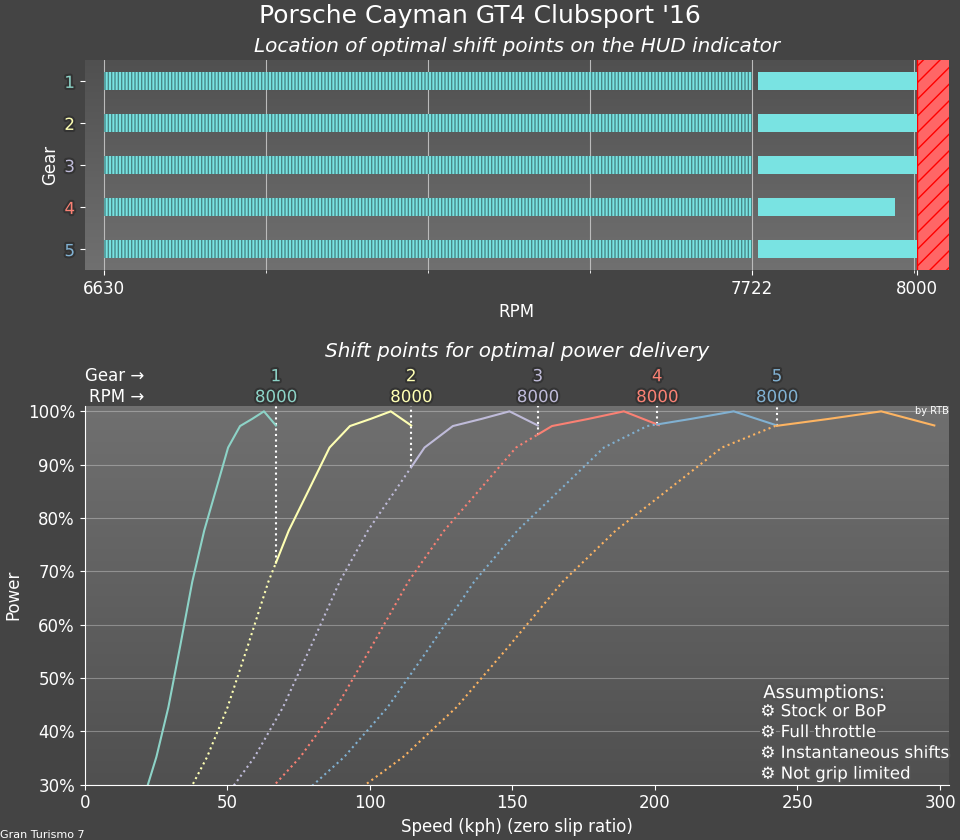 Porsche Cayman GT4 Clubsport '16
Location of optimal shift points on the HUD indicator
Gear
1
2
3
4
5
6630 7722 8000
RPM
Shift points for optimal power delivery
Gear → 1 2 3 4 5
RPM → 8000 8000 8000 8000 8000
by RTB
Power
100%
90%
80%
70%
60%
50%
40%
30%
Assumptions:
⚙ Stock or BoP
⚙ Full throttle
⚙ Instantaneous shifts
⚙ Not grip limited
0 50 100 150 200 250 300
Speed (kph) (zero slip ratio)
Gran Turismo 7